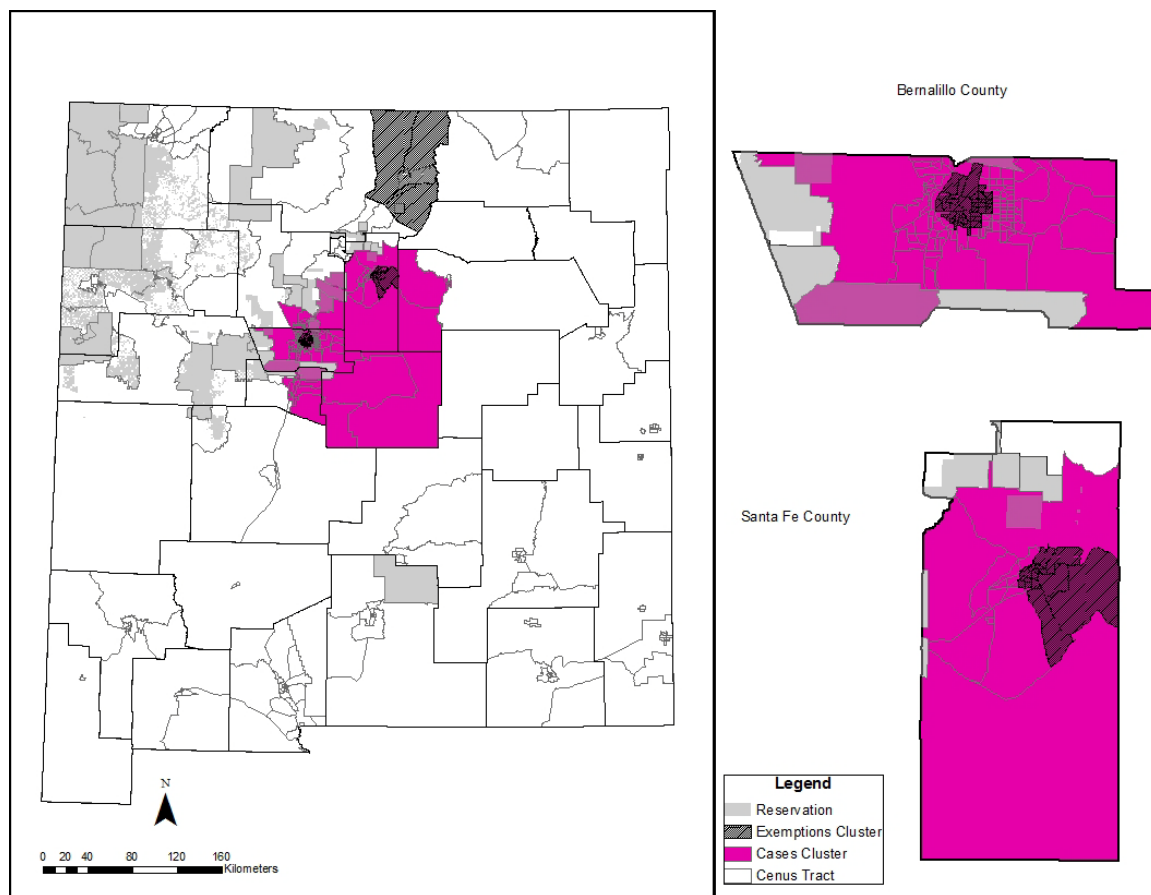 Bernalillo County
Santa Fe County
N
0 20 40 80 120 160
Kilometers
Legend
Reservation
Exemptions Cluster
Cases Cluster
Cenus Tract